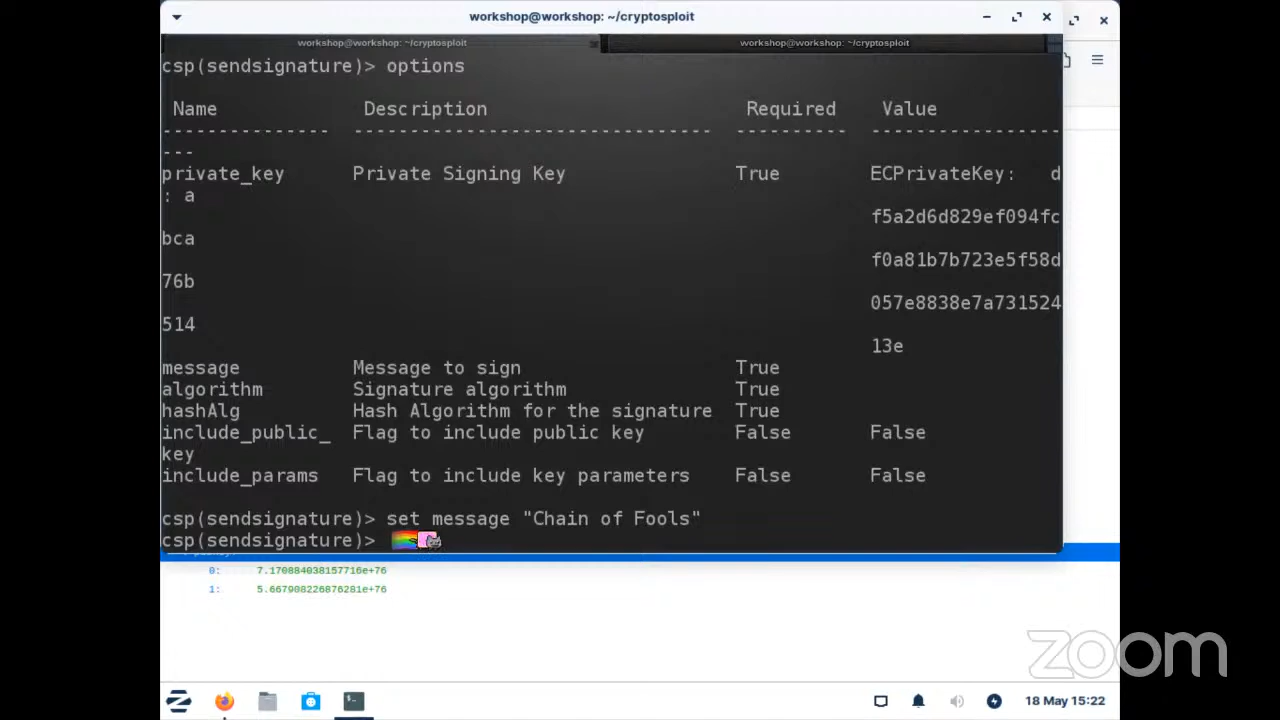 workshop@workshop: ~/cryptosploit
workshop@workshop: ~/cryptosploit workshop@workshop: ~/cryptosploit
csp(sendsignature)> options
Name Description Required Value
--------------- -------------------------------- ---------- -----------------
---
private_key Private Signing Key True ECPrivateKey: d
: a
f5a2d6d829ef094fc
bca
f0a81b7b723e5f58d
76b
057e8838e7a731524
514
13e
message Message to sign True
algorithm Signature algorithm True
hashAlg Hash Algorithm for the signature True
include_public_ Flag to include public key False False
key
include_params Flag to include key parameters False False
csp(sendsignature)> set message "Chain of Fools"
csp(sendsignature)>
0: 7.170884038157716e+76
1: 5.667908226876281e+76
zoom
18 May 15:22